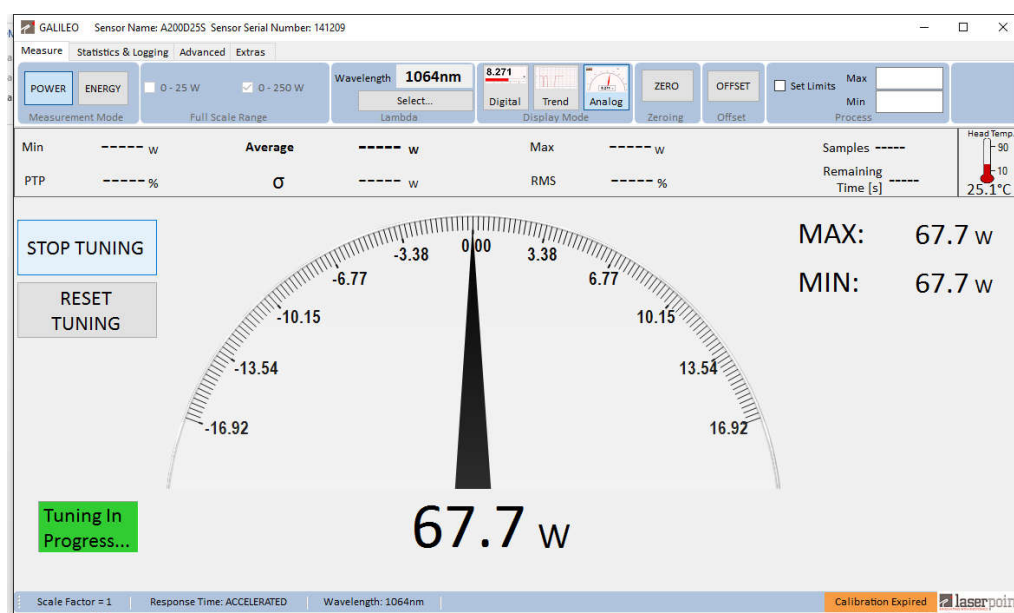 GALILEO Sensor Name: A200D25S Sensor Serial Number: 141209
Measure Statistics & Logging Advanced Extras
POWER ENERGY 0 - 25 W 0 - 250 W Wavelength 1064nm 8.271 ZERO OFFSET Set Limits Max
Select... Digital Trend Analog Min
Measurement Mode Full Scale Range Lambda Display Mode Zeroing Offset Process
Min ----- W Average ----- W Max ----- W Samples -----
PTP ----- % σ ----- W RMS ----- % Remaining Time [s] -----
Head Temp.
90
10
25.1°C
STOP TUNING
RESET
TUNING
-16.92
-13.54
-10.15
-6.77
-3.38
0.00
3.38
6.77
10.15
13.54
16.92
MAX: 67.7 W
MIN: 67.7 W
Tuning In
Progress...
67.7 W
Scale Factor = 1 Response Time: ACCELERATED Wavelength: 1064nm Calibration Expired laserpoin